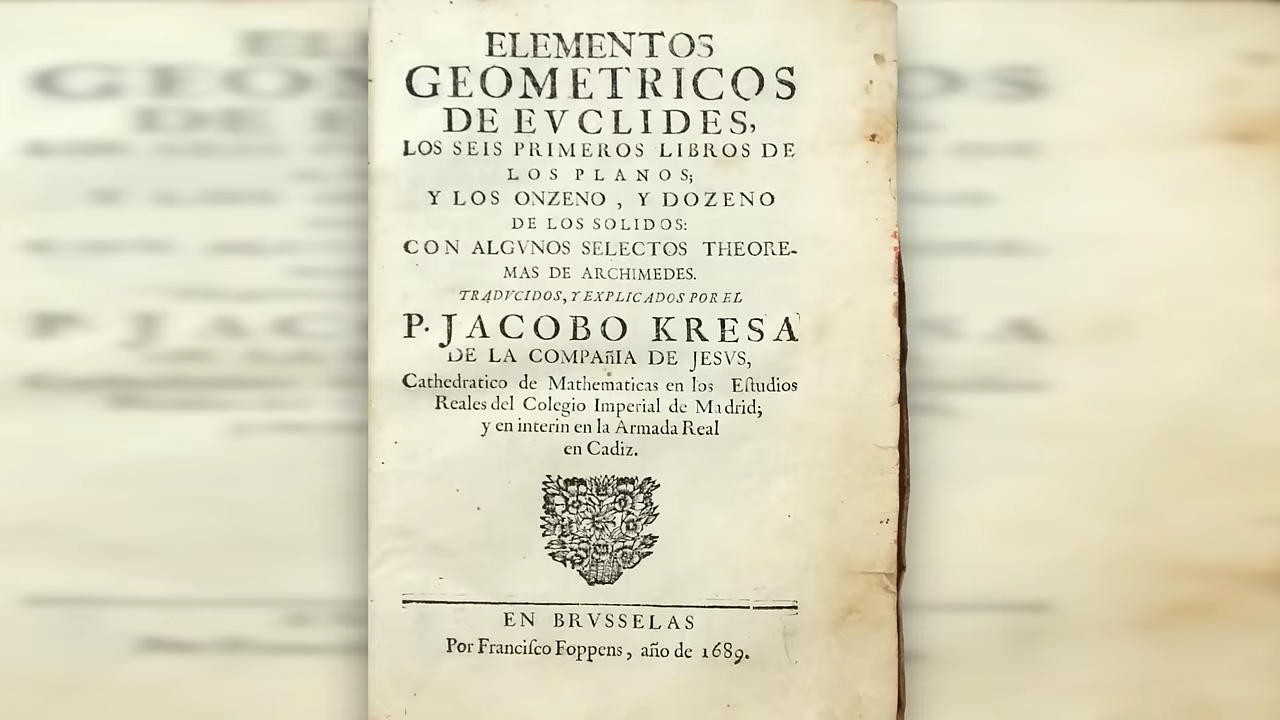 ELEMENTOS
GEOMETRICOS
DE EVCLIDES,
LOS SEIS PRIMEROS LIBROS DE
LOS PLANOS;
Y LOS ONZENO, Y DOZENO
DE LOS SOLIDOS:
CON ALGVNOS SELECTOS THEORE-
MAS DE ARCHIMEDES.
TRADVCIDOS, Y EXPLICADOS POR EL
P. JACOBO KRESA
DE LA COMPAñIA DE JESVS,
Cathedratico de Mathematicas en los Eſtudios
Reales del Colegio Imperial de Madrid;
y en interin en la Armada Real
en Cadiz.
EN BRVSSELAS
Por Franciſco Foppens, año de 1689.